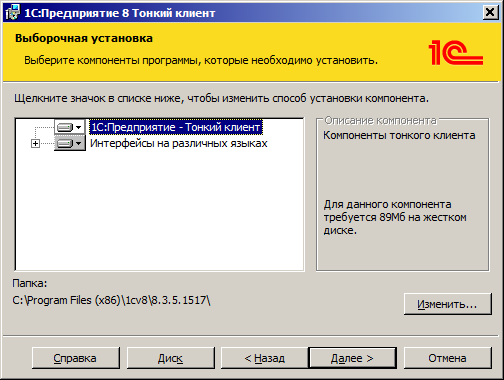 1С:Предприятие 8 Тонкий клиент
Выборочная установка
Выберите компоненты программы, которые необходимо установить.
1С
Щелкните значок в списке ниже, чтобы изменить способ установки компонента.
1С:Предприятие - Тонкий клиент
Интерфейсы на различных языках
Описание компонента
Компоненты тонкого клиента
Для данного компонента
требуется 89Мб на жестком
диске.
Папка:
C:\Program Files (x86)\1cv8\8.3.5.1517\
Изменить...
Справка
Диск
< Назад
Далее >
Отмена